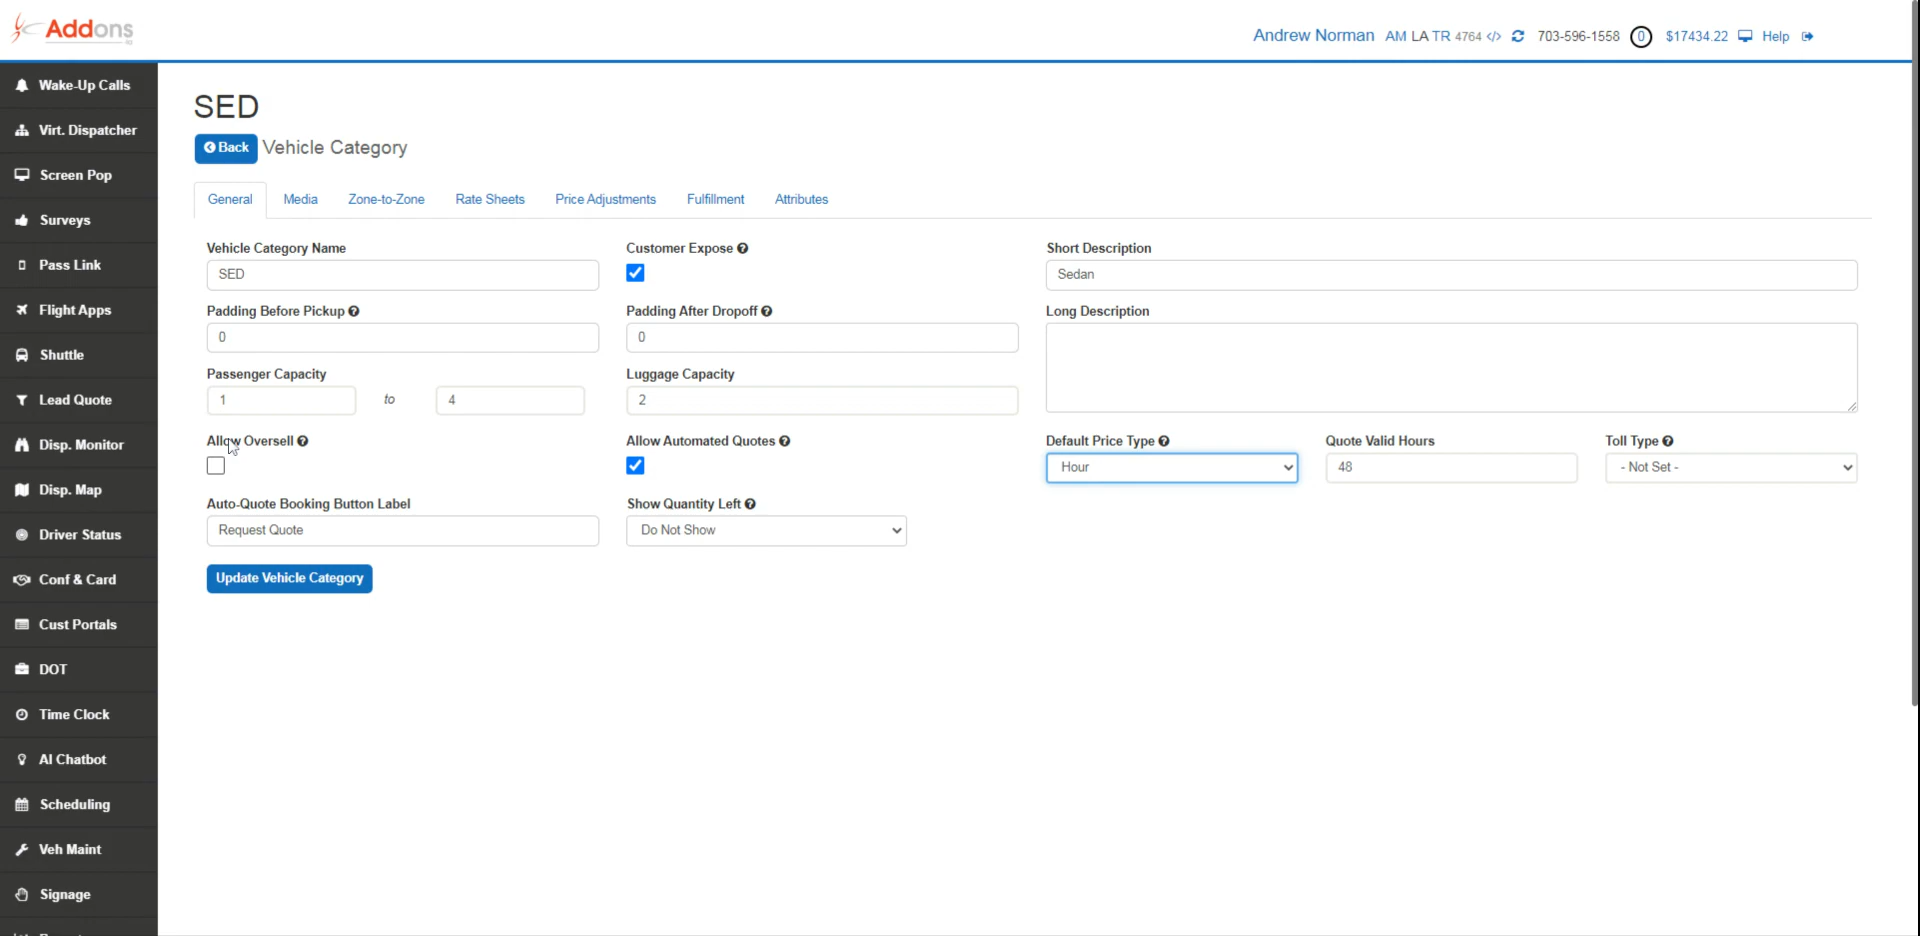 Addons
Andrew Norman AM LA TR 4764 </> 703-596-1558 0 $17434.22 Help
Wake-Up Calls
Virt. Dispatcher
Screen Pop
Surveys
Pass Link
Flight Apps
Shuttle
Lead Quote
Disp. Monitor
Disp. Map
Driver Status
Conf & Card
Cust Portals
DOT
Time Clock
AI Chatbot
Scheduling
Veh Maint
Signage
SED
Back Vehicle Category
General Media Zone-to-Zone Rate Sheets Price Adjustments Fulfillment Attributes
Vehicle Category Name Customer Expose Short Description
SED Sedan
Padding Before Pickup Padding After Dropoff Long Description
0 0
Passenger Capacity Luggage Capacity
1 to 4 2
Allow Oversell Allow Automated Quotes Default Price Type Quote Valid Hours Toll Type
Hour 48 - Not Set -
Auto-Quote Booking Button Label Show Quantity Left
Request Quote Do Not Show
Update Vehicle Category